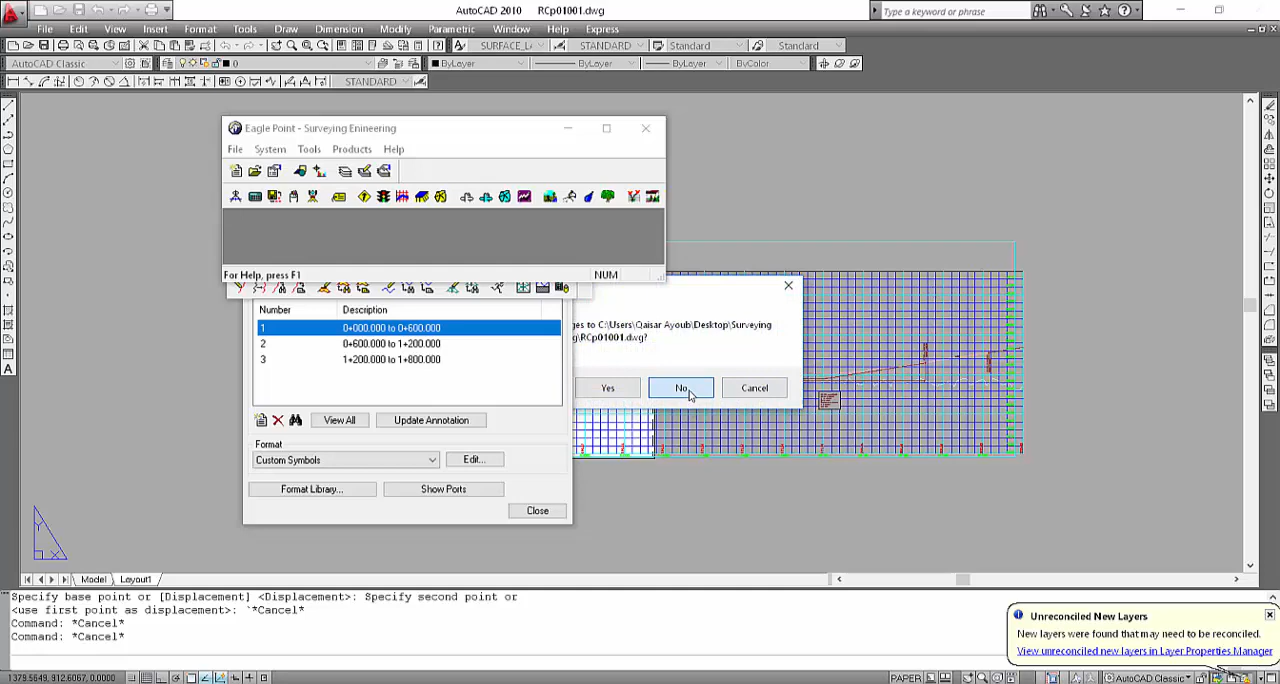 AutoCAD 2010 RCp01001.dwg
Type a keyword or phrase
File Edit View Insert Format Tools Draw Dimension Modify Parametric Window Help Express
SURFACE_L STANDARD Standard Standard
AutoCAD Classic 0 ByLayer ByLayer ByLayer ByColor
STANDARD
Eagle Point - Surveying Enineering
File System Tools Products Help
For Help, press F1 NUM
Number Description
1 0+000.000 to 0+600.000
2 0+600.000 to 1+200.000
3 1+200.000 to 1+800.000
View All Update Annotation
Format
Custom Symbols Edit...
Format Library... Show Ports
Close
ges to C:\Users\Qaisar Ayoub\Desktop\Surveying
g\RCp01001.dwg?
Yes No Cancel
Y
X
Model Layout1
Specify base point or [Displacement] <Displacement>: Specify second point or
<use first point as displacement>: `*Cancel*
Command: *Cancel*
Command: *Cancel*
Unreconciled New Layers
New layers were found that may need to be reconciled.
View unreconciled new layers in Layer Properties Manager
1379.5649, 912.6067, 0.0000 PAPER AutoCAD Classic